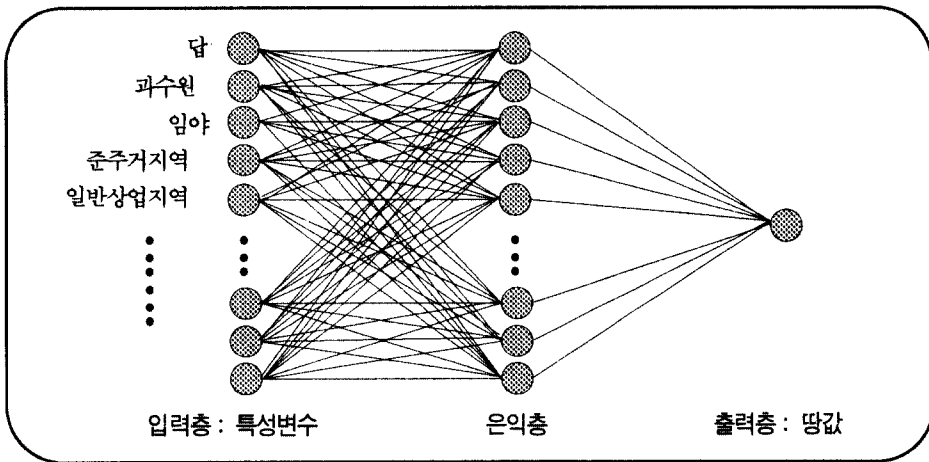 답
과수원
임야
준주거지역
일반상업지역
입력층 : 특성변수
은익층
출력층 : 땅값